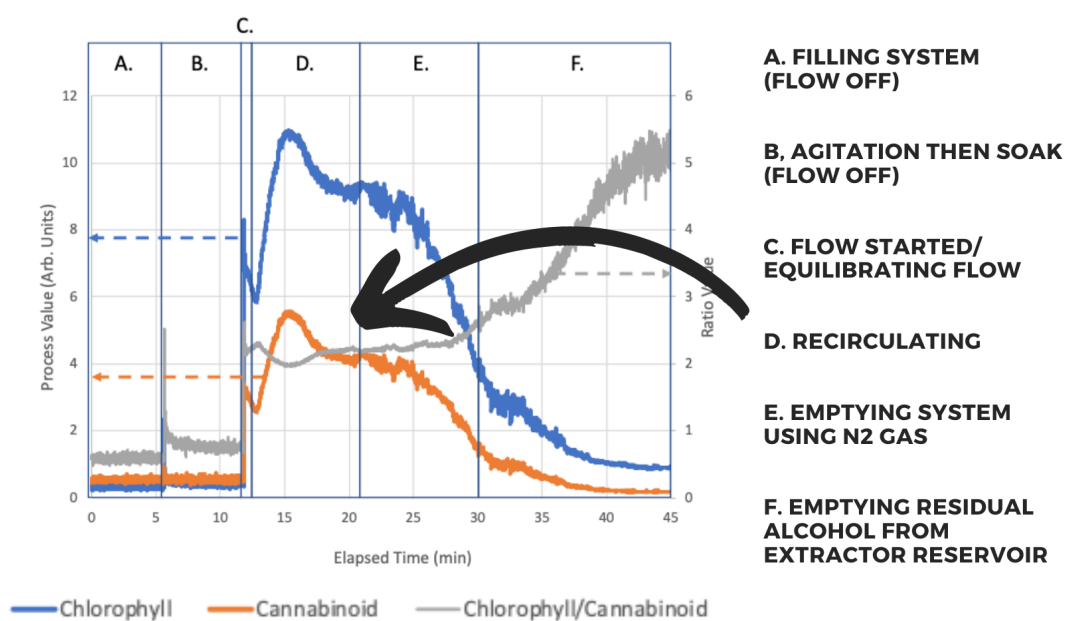 C.
A.
B.
D.
E.
F.
12
10
8
6
4
2
0
6
5
4
3
2
1
0
0
5
10
15
20
25
30
35
40
45
Process Value (Arb. Units)
Ratio V ue
Elapsed Time (min)
Chlorophyll
Cannabinoid
Chlorophyll/Cannabinoid
A. FILLING SYSTEM
(FLOW OFF)
B, AGITATION THEN SOAK
(FLOW OFF)
C. FLOW STARTED/
EQUILIBRATING FLOW
D. RECIRCULATING
E. EMPTYING SYSTEM
USING N2 GAS
F. EMPTYING RESIDUAL
ALCOHOL FROM
EXTRACTOR RESERVOIR